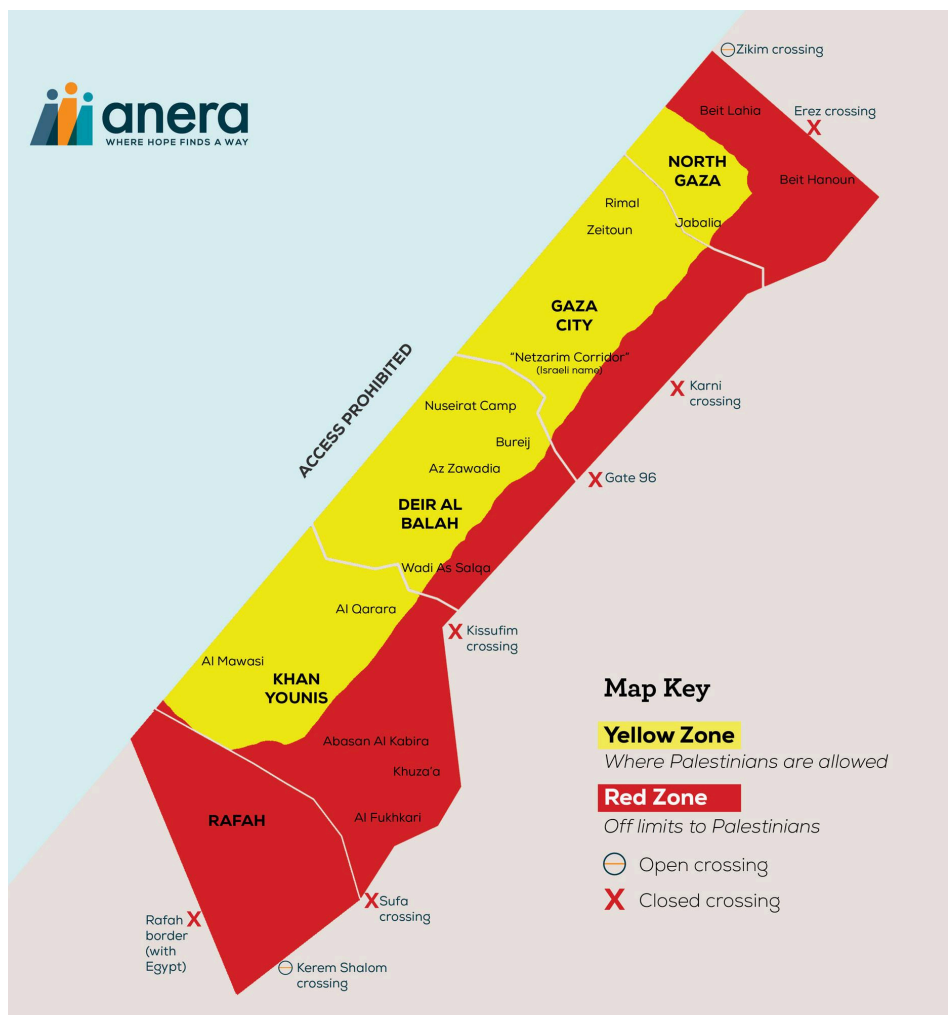 anera
WHERE HOPE FINDS A WAY
Zikim crossing
Beit Lahia
Erez crossing
X
NORTH
GAZA
Beit Hanoun
Rimal
Jabalia
Zeitoun
GAZA
CITY
"Netzarim Corridor"
(Israeli name)
ACCESS PROHIBITED
X Karni
crossing
Nuseirat Camp
Bureij
Az Zawadia
X Gate 96
DEIR AL
BALAH
Wadi As Salqa
Al Qarara
X Kissufim
crossing
Al Mawasi
KHAN
YOUNIS
Abasan Al Kabira
Khuza'a
Al Fukhkari
RAFAH
X Sufa
crossing
Rafah X
border
(with
Egypt)
Kerem Shalom
crossing
Map Key
Yellow Zone
Where Palestinians are allowed
Red Zone
Off limits to Palestinians
Open crossing
X Closed crossing